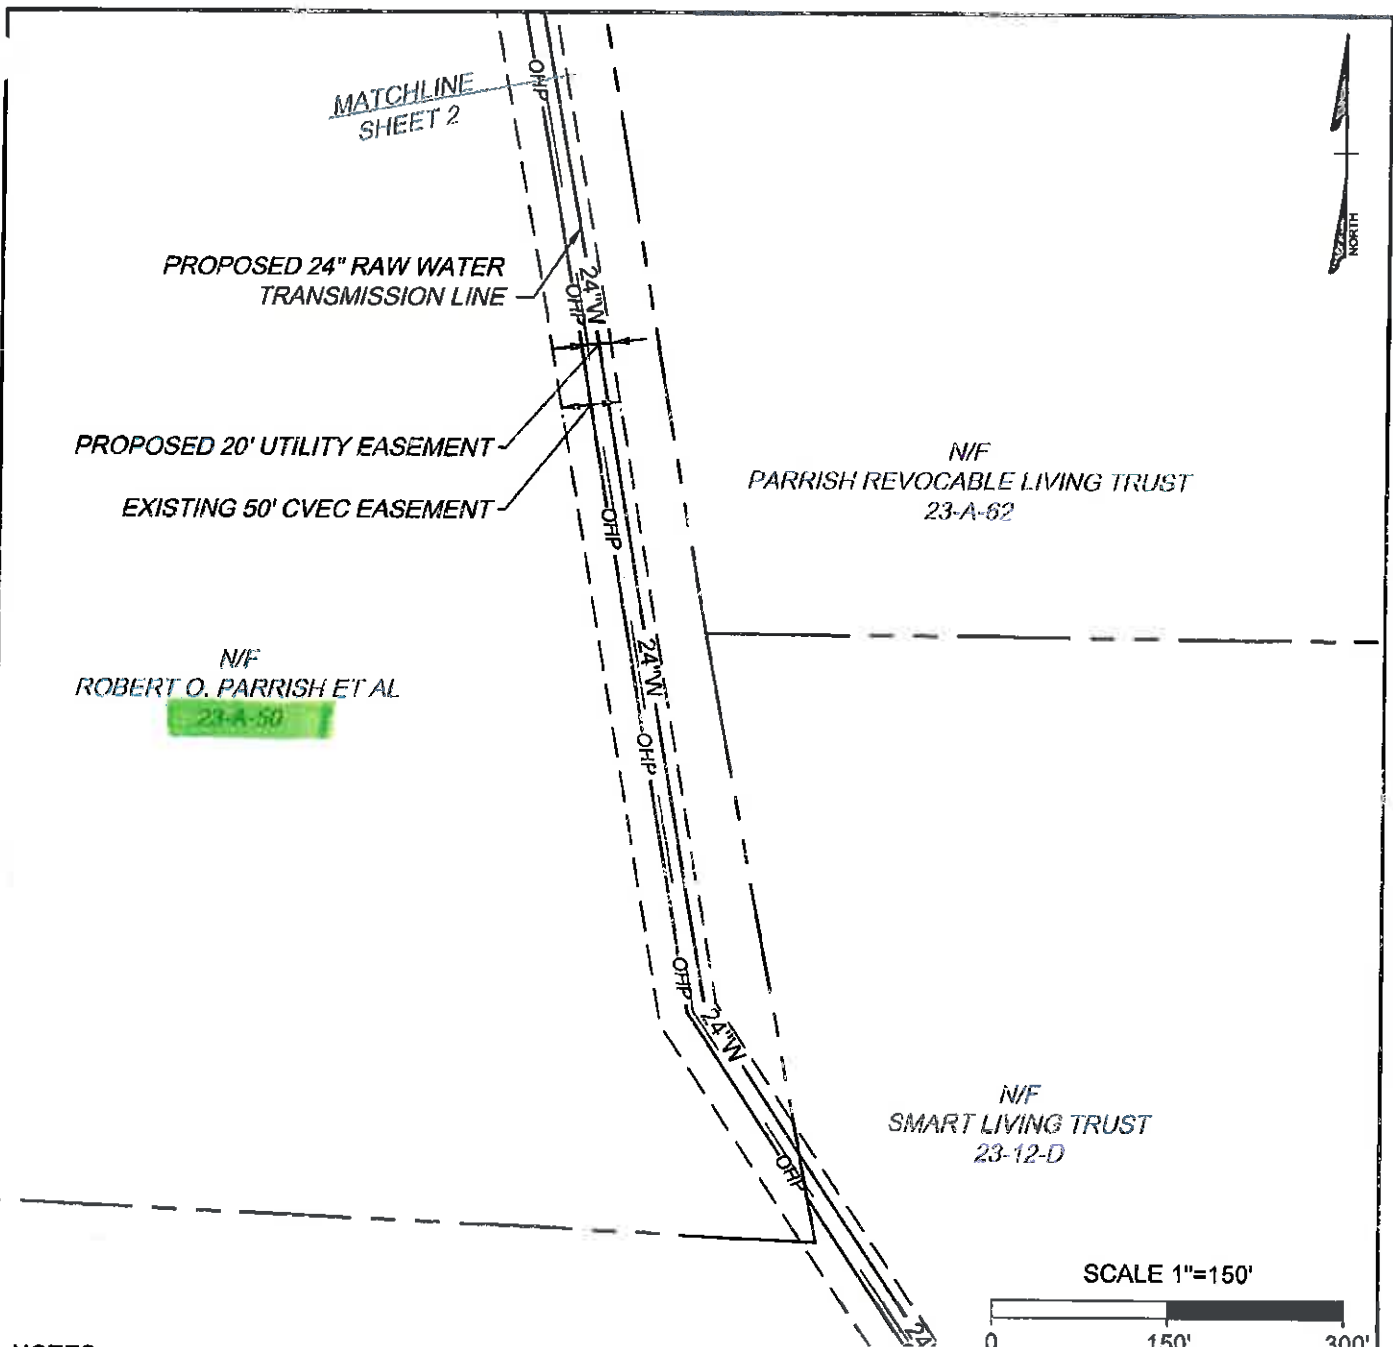 MATCHLINE
SHEET 2
NORTH
PROPOSED 24" RAW WATER
TRANSMISSION LINE
PROPOSED 20' UTILITY EASEMENT
EXISTING 50' CVEC EASEMENT
N/F
PARRISH REVOCABLE LIVING TRUST
23-A-62
N/F
ROBERT O. PARRISH ET AL
23-A-50
N/F
SMART LIVING TRUST
23-12-D
OHP
OHP
24"W
OHP
24"W
OHP
OHP
24"W
OHP
SCALE 1"=150'
0 150' 300'